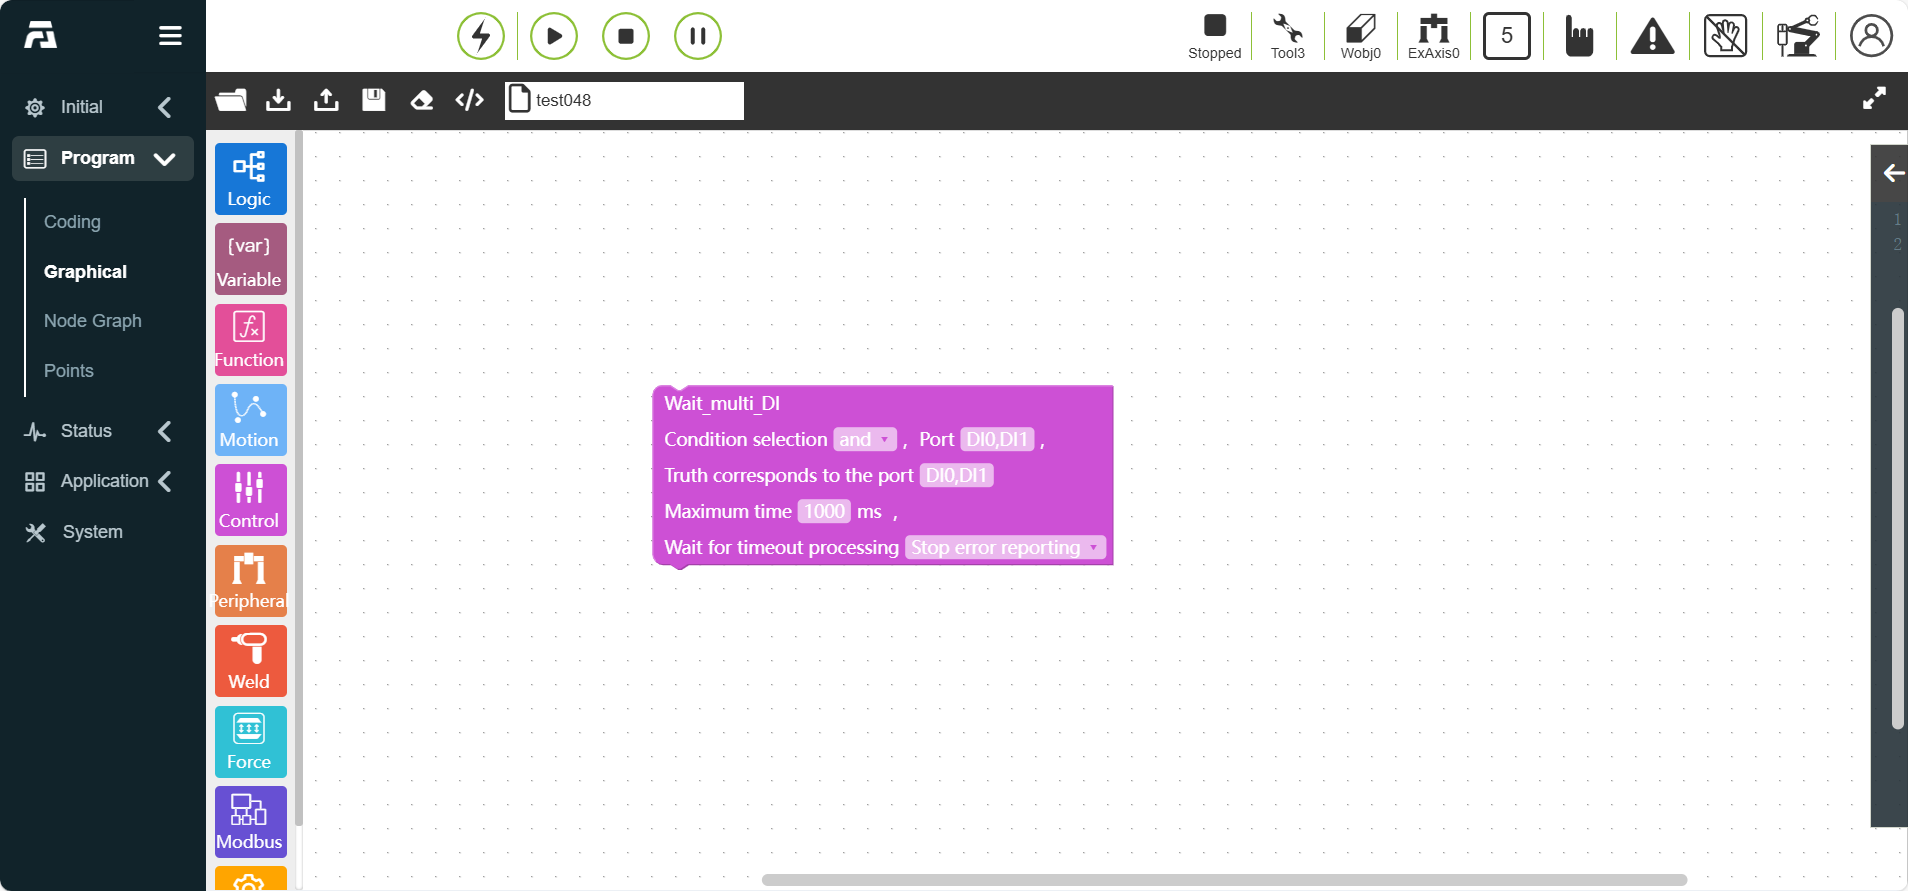 Stopped
Tool3
Wobj0
ExAxis0
5
Initial
Program
Coding
Graphical
Node Graph
Points
Status
Application
System
test048
Logic
{var}
Variable
fx
Function
Motion
Control
Peripheral
Weld
Force
Modbus
Wait_multi_DI
Condition selection and , Port DI0,DI1 ,
Truth corresponds to the port DI0,DI1
Maximum time 1000 ms ,
Wait for timeout processing Stop error reporting
1
2